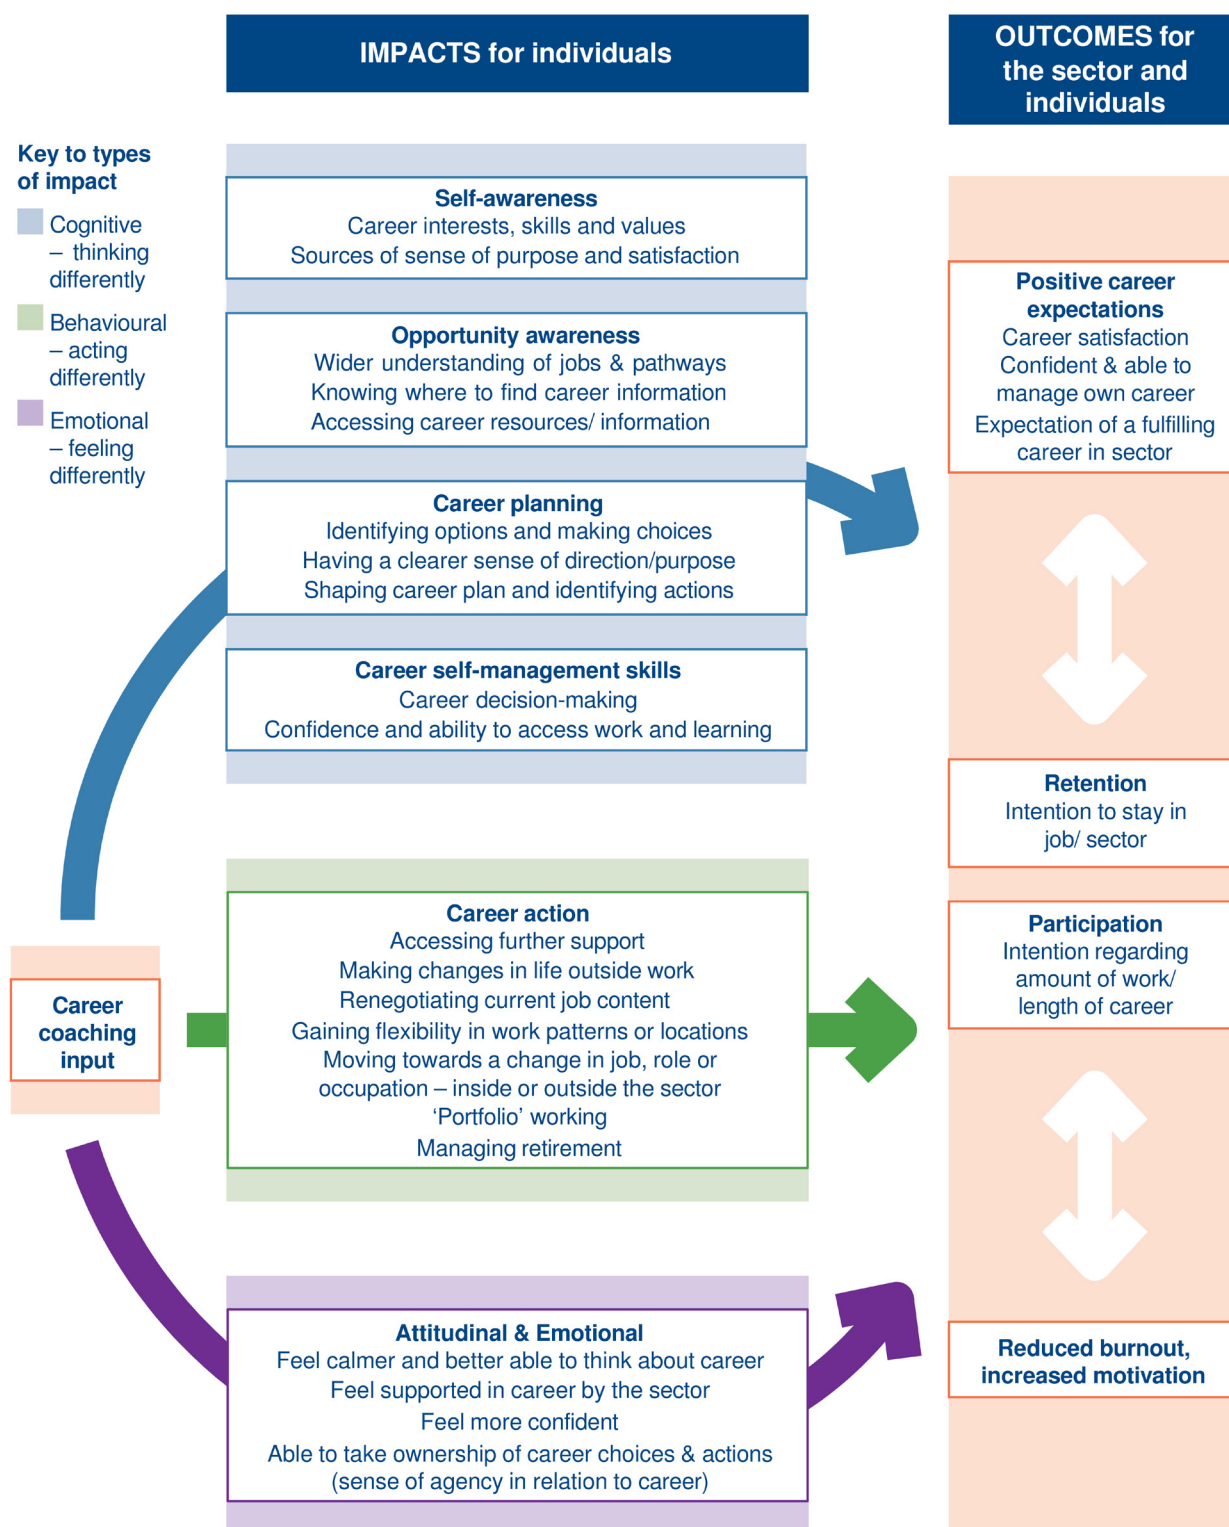 IMPACTS for individuals
OUTCOMES for
the sector and
individuals
Key to types
of impact
Cognitive
– thinking
differently
Behavioural
– acting
differently
Emotional
– feeling
differently
Self-awareness
Career interests, skills and values
Sources of sense of purpose and satisfaction
Opportunity awareness
Wider understanding of jobs & pathways
Knowing where to find career information
Accessing career resources/ information
Career planning
Identifying options and making choices
Having a clearer sense of direction/purpose
Shaping career plan and identifying actions
Career self-management skills
Career decision-making
Confidence and ability to access work and learning
Career
coaching
input
Career action
Accessing further support
Making changes in life outside work
Renegotiating current job content
Gaining flexibility in work patterns or locations
Moving towards a change in job, role or
occupation – inside or outside the sector
‘Portfolio’ working
Managing retirement
Attitudinal & Emotional
Feel calmer and better able to think about career
Feel supported in career by the sector
Feel more confident
Able to take ownership of career choices & actions
(sense of agency in relation to career)
Positive career
expectations
Career satisfaction
Confident & able to
manage own career
Expectation of a fulfilling
career in sector
Retention
Intention to stay in
job/ sector
Participation
Intention regarding
amount of work/
length of career
Reduced burnout,
increased motivation